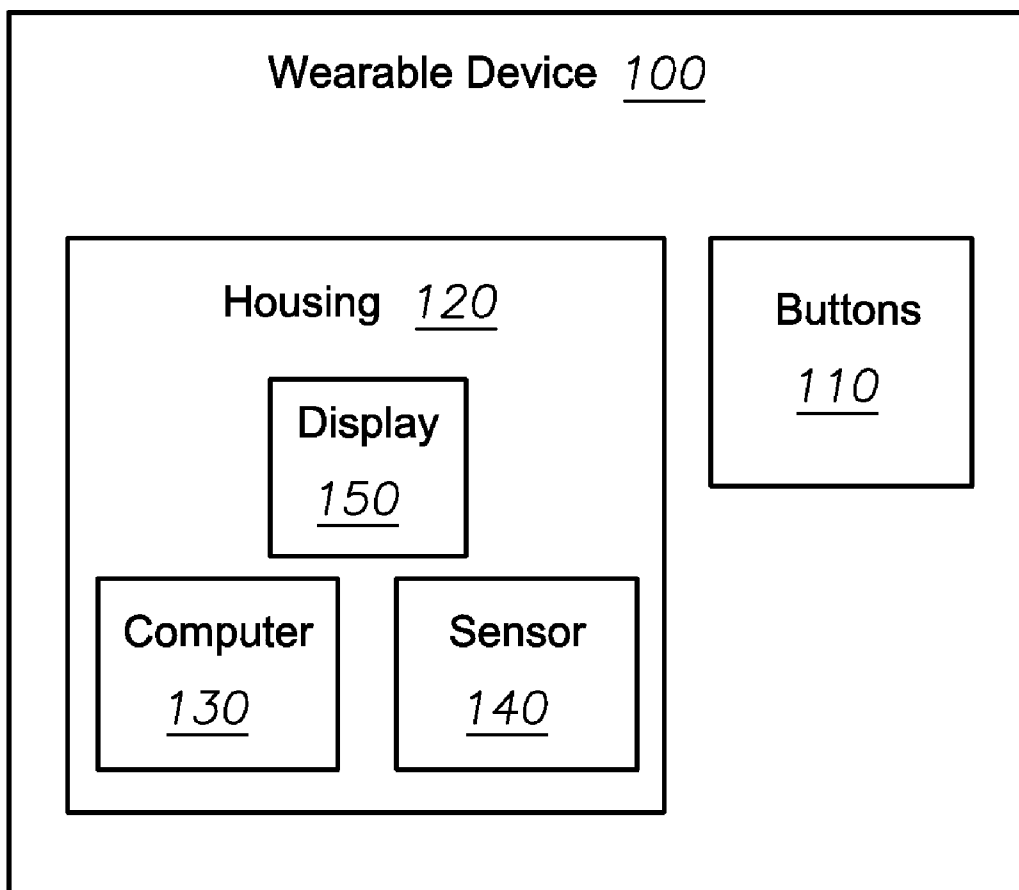 Wearable Device 100
Housing 120
Buttons
110
Display
150
Computer
130
Sensor
140